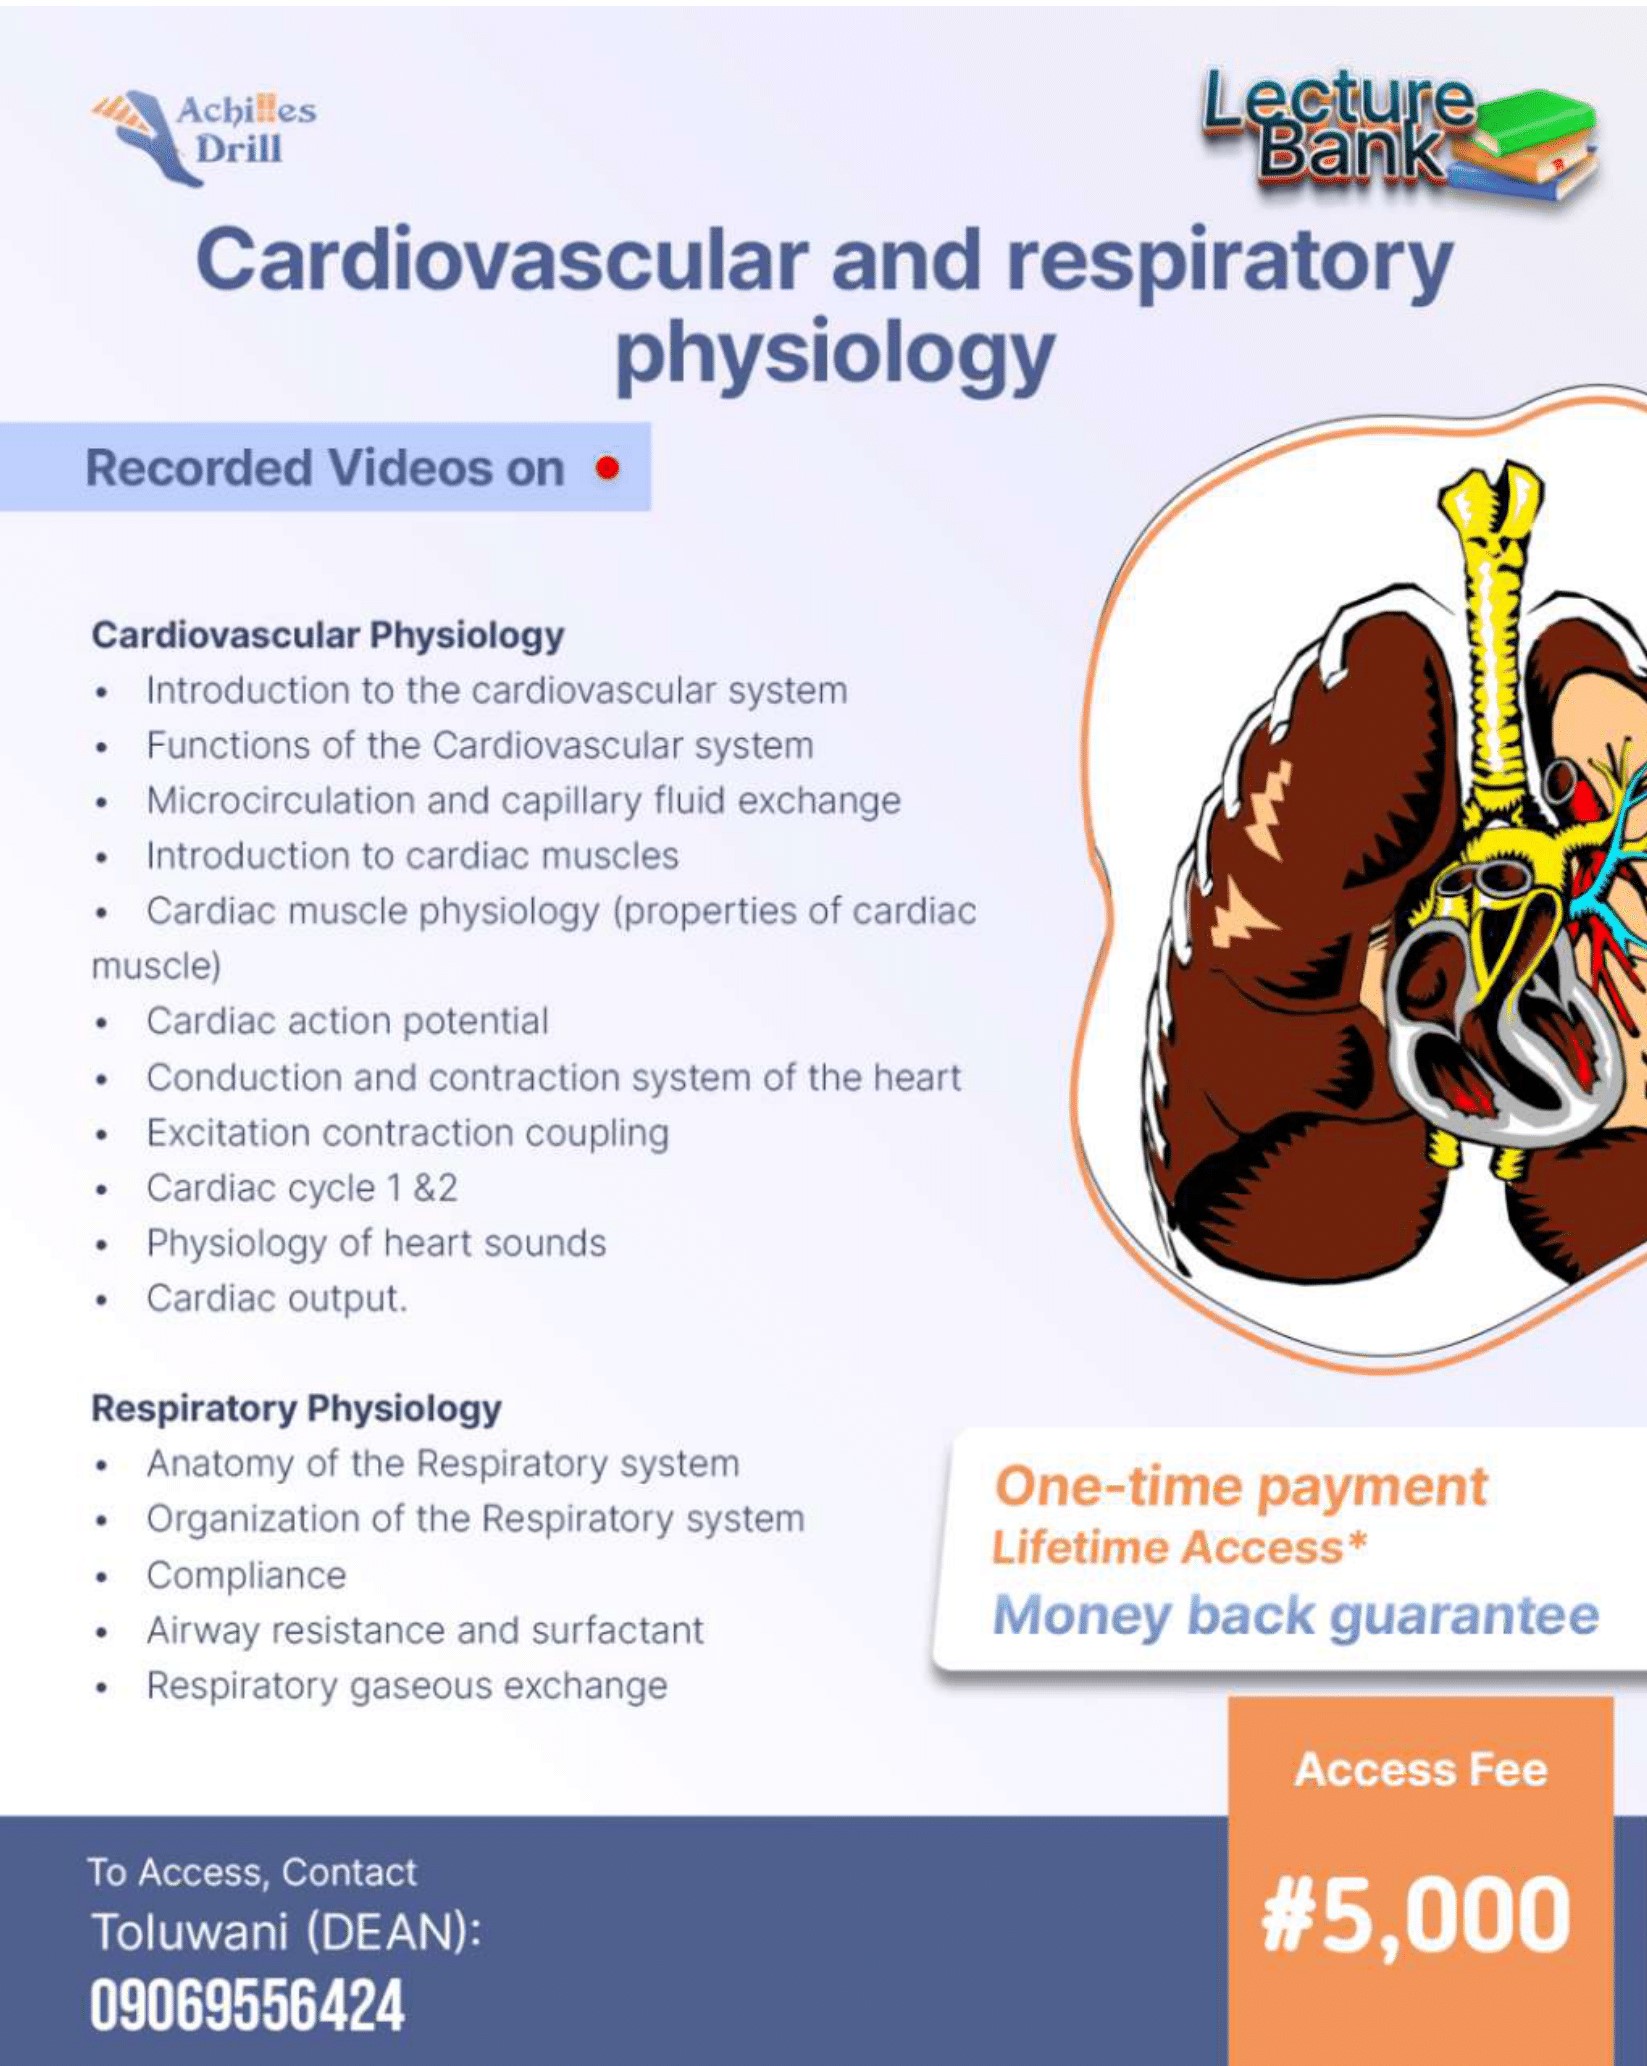 Achilles
Drill
Lecture
Bank
Cardiovascular and respiratory
physiology
Recorded Videos on
Cardiovascular Physiology
• Introduction to the cardiovascular system
• Functions of the Cardiovascular system
• Microcirculation and capillary fluid exchange
• Introduction to cardiac muscles
• Cardiac muscle physiology (properties of cardiac
muscle)
• Cardiac action potential
• Conduction and contraction system of the heart
• Excitation contraction coupling
• Cardiac cycle 1 &2
• Physiology of heart sounds
• Cardiac output.
Respiratory Physiology
• Anatomy of the Respiratory system
• Organization of the Respiratory system
• Compliance
• Airway resistance and surfactant
• Respiratory gaseous exchange
One-time payment
Lifetime Access*
Money back guarantee
Access Fee
#5,000
To Access, Contact
Toluwani (DEAN):
09069556424